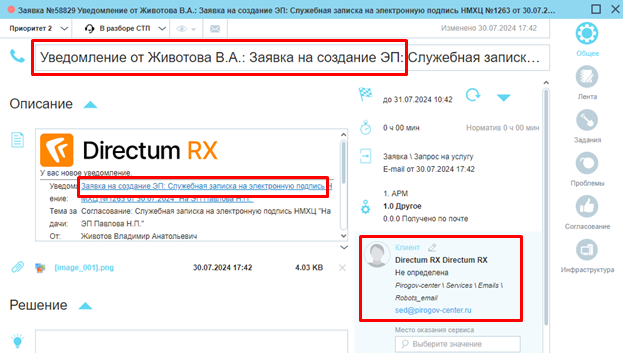 Заявка №58829 Уведомление от Животова В.А.: Заявка на создание ЭП: Служебная записка на электронную подпись НМХЦ №1263 от 30.07.2...
Приоритет 2
В разборе СТП
Изменено 30.07.2024 17:42
Уведомление от Животова В.А.: Заявка на создание ЭП: Служебная записк...
Описание
Directum RX
У вас новое уведомление.
Уведомл
ение:
Заявка на создание ЭП: Служебная записка на электронную подпись Н
МХЦ №1263 от 30.07.2024 "На ЭП Павлова Н.П."
Тема за
дачи:
Согласование: Служебная записка на электронную подпись НМХЦ "На
ЭП Павлова Н.П."
От: Животов Владимир Анатольевич
[image_001].png 30.07.2024 17:42 4.03 KB
Решение
до 31.07.2024 10:42
0 ч 00 мин Норматив 0 ч 00 мин
Заявка \ Запрос на услугу
E-mail от 30.07.2024 17:42
1. АРМ
1.0 Другое
0.0.0 Получено по почте
Клиент
Directum RX Directum RX
Не определена
Pirogov-center \ Services \ Emails \
Robots_email
sed@pirogov-center.ru
Место оказания сервиса
Выберите значение
Общее
Лента
Задания
Проблемы
Согласование
Инфраструктура